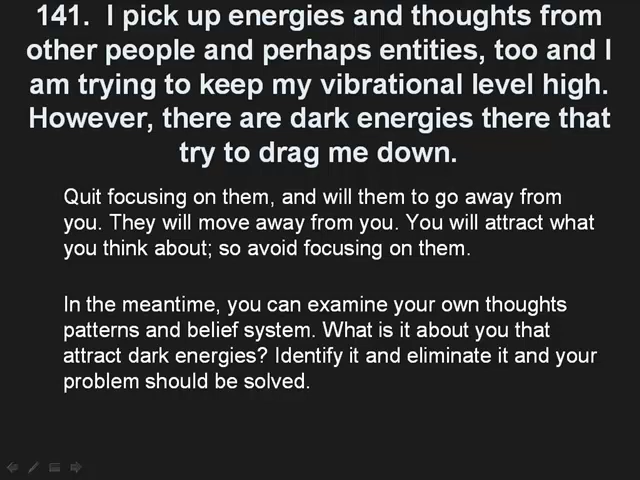 141. I pick up energies and thoughts from
other people and perhaps entities, too and I
am trying to keep my vibrational level high.
However, there are dark energies there that
try to drag me down.
Quit focusing on them, and will them to go away from
you. They will move away from you. You will attract what
you think about; so avoid focusing on them.
In the meantime, you can examine your own thoughts
patterns and belief system. What is it about you that
attract dark energies? Identify it and eliminate it and your
problem should be solved.